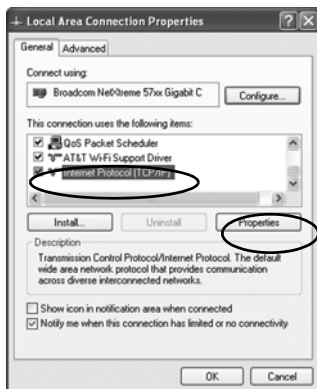 Local Area Connection Properties
General
Advanced
Connect using:
Broadcom NetXtreme 57xx Gigabit C
Configure...
This connection uses the following items:
QoS Packet Scheduler
AT&T Wi-Fi Support Driver
Internet Protocol (TCP/IP)
Install...
Uninstall
Properties
Description
Transmission Control Protocol/Internet Protocol. The default
wide area network protocol that provides communication
across diverse interconnected networks.
Show icon in notification area when connected
Notify me when this connection has limited or no connectivity
OK
Cancel